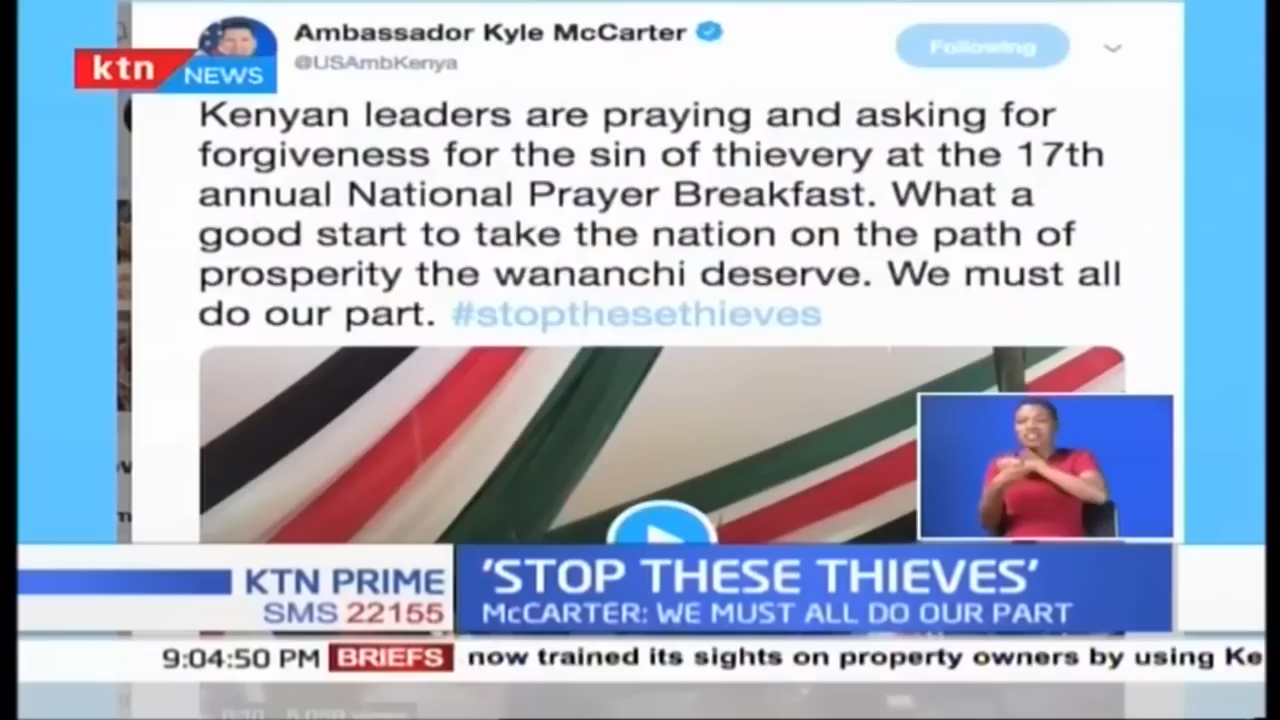 Ambassador Kyle McCarter
@USAmbKenya
Following
ktn
NEWS
Kenyan leaders are praying and asking for
forgiveness for the sin of thievery at the 17th
annual National Prayer Breakfast. What a
good start to take the nation on the path of
prosperity the wananchi deserve. We must all
do our part. #stopthesethieves
KTN PRIME
SMS 22155
'STOP THESE THIEVES'
McCARTER: WE MUST ALL DO OUR PART
9:04:50 PM BRIEFS now trained its sights on property owners by using Ke